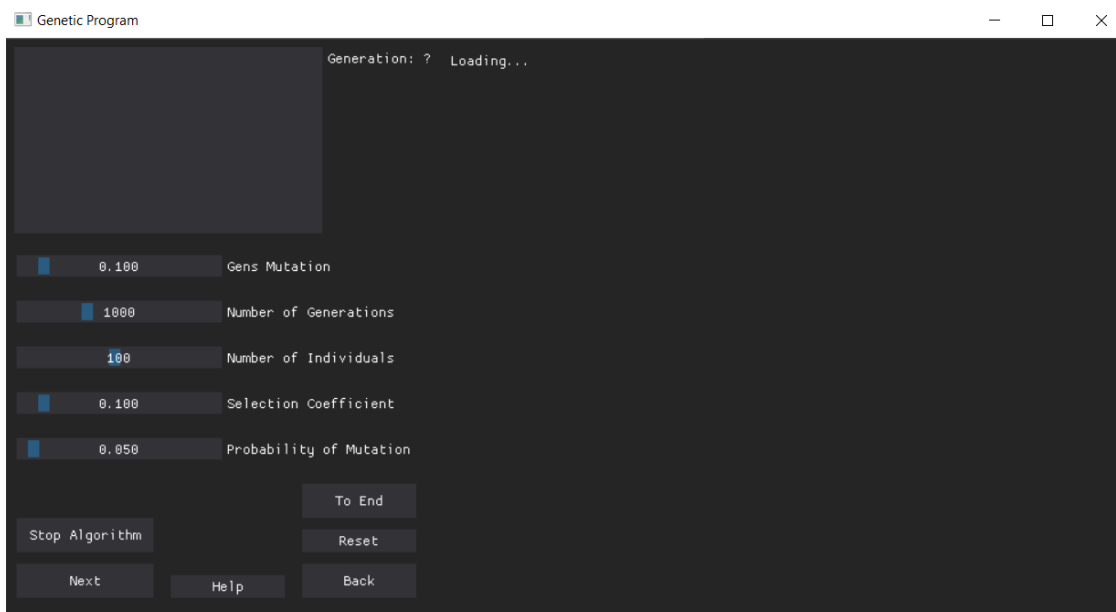 Genetic Program
Generation: ? Loading...
0.100 Gens Mutation
1000 Number of Generations
100 Number of Individuals
0.100 Selection Coefficient
0.050 Probability of Mutation
To End
Stop Algorithm
Reset
Next
Help
Back